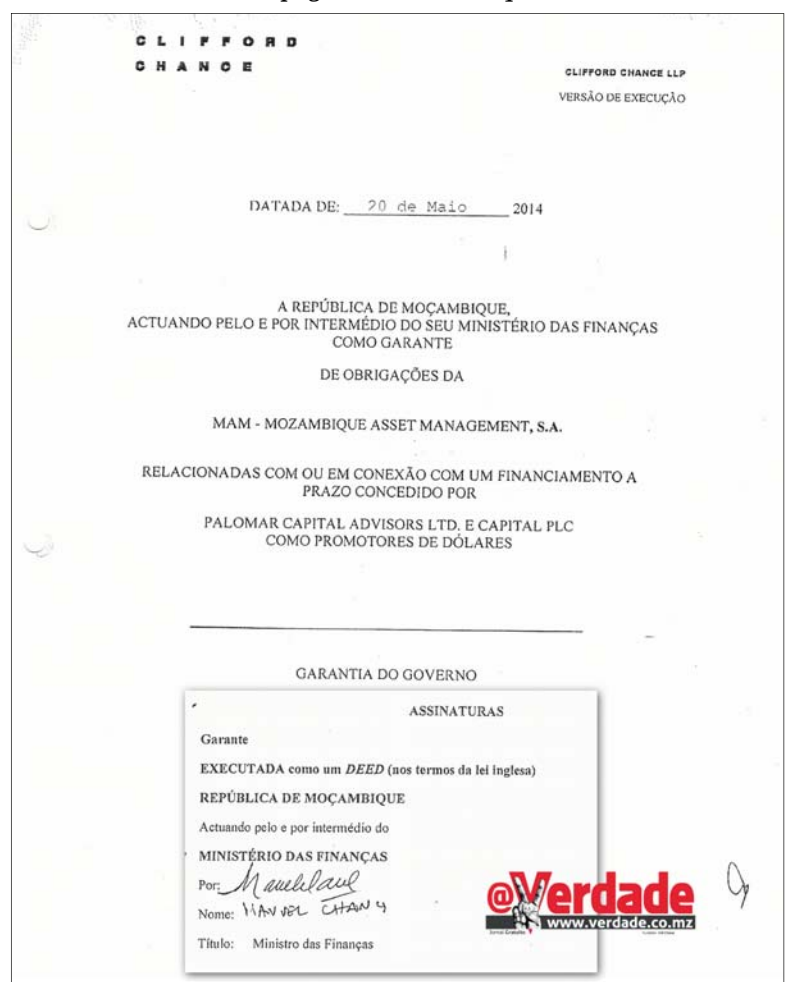 CLIFFORD
CHANCE
CLIFFORD CHANCE LLP
VERSÃO DE EXECUÇÃO
DATADA DE: 20 de Maio 2014
A REPÚBLICA DE MOÇAMBIQUE,
ACTUANDO PELO E POR INTERMÉDIO DO SEU MINISTÉRIO DAS FINANÇAS
COMO GARANTE
DE OBRIGAÇÕES DA
MAM - MOZAMBIQUE ASSET MANAGEMENT, S.A.
RELACIONADAS COM OU EM CONEXÃO COM UM FINANCIAMENTO A
PRAZO CONCEDIDO POR
PALOMAR CAPITAL ADVISORS LTD. E CAPITAL PLC
COMO PROMOTORES DE DÓLARES
GARANTIA DO GOVERNO
ASSINATURAS
Garante
EXECUTADA como um DEED (nos termos da lei inglesa)
REPÚBLICA DE MOÇAMBIQUE
Actuando pelo e por intermédio do
MINISTÉRIO DAS FINANÇAS
Por:
Nome: MANUEL CHANG
Título: Ministro das Finanças
@Verdade
www.verdade.co.mz
Jornal Gratuito